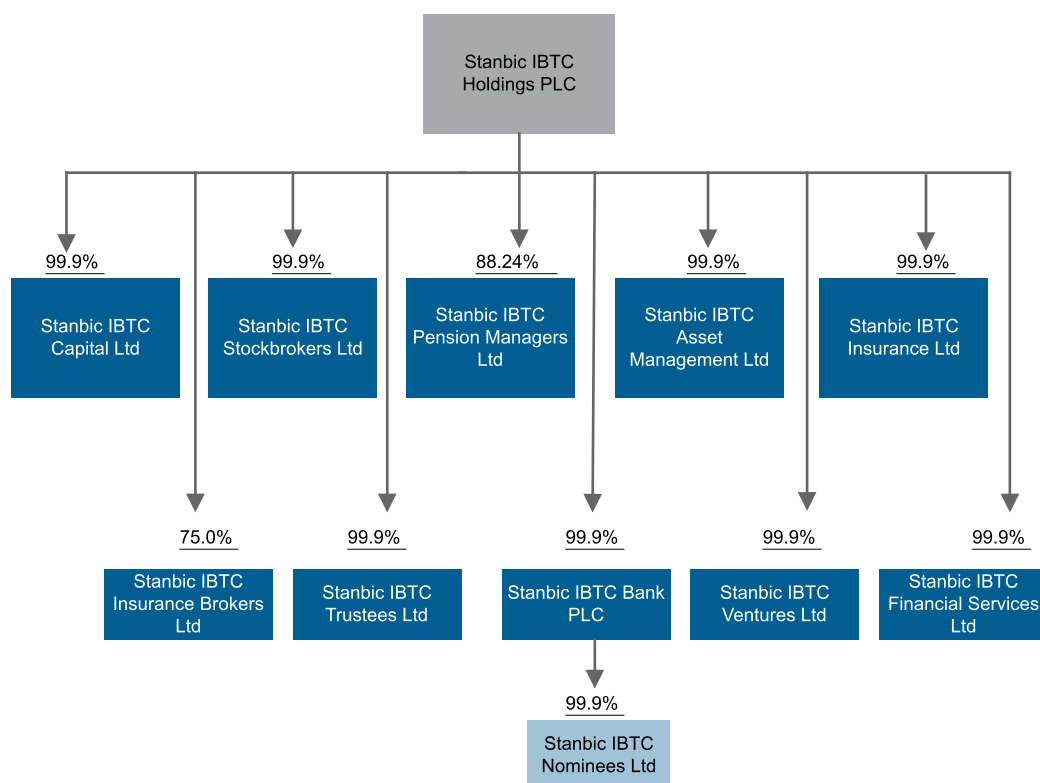 Stanbic IBTC
Holdings PLC
99.9%
99.9%
88.24%
99.9%
99.9%
Stanbic IBTC
Capital Ltd
Stanbic IBTC
Stockbrokers Ltd
Stanbic IBTC
Pension Managers
Ltd
Stanbic IBTC
Asset
Management Ltd
Stanbic IBTC
Insurance Ltd
75.0%
99.9%
99.9%
99.9%
99.9%
Stanbic IBTC
Insurance Brokers
Ltd
Stanbic IBTC
Trustees Ltd
Stanbic IBTC Bank
PLC
Stanbic IBTC
Ventures Ltd
Stanbic IBTC
Financial Services
Ltd
99.9%
Stanbic IBTC
Nominees Ltd